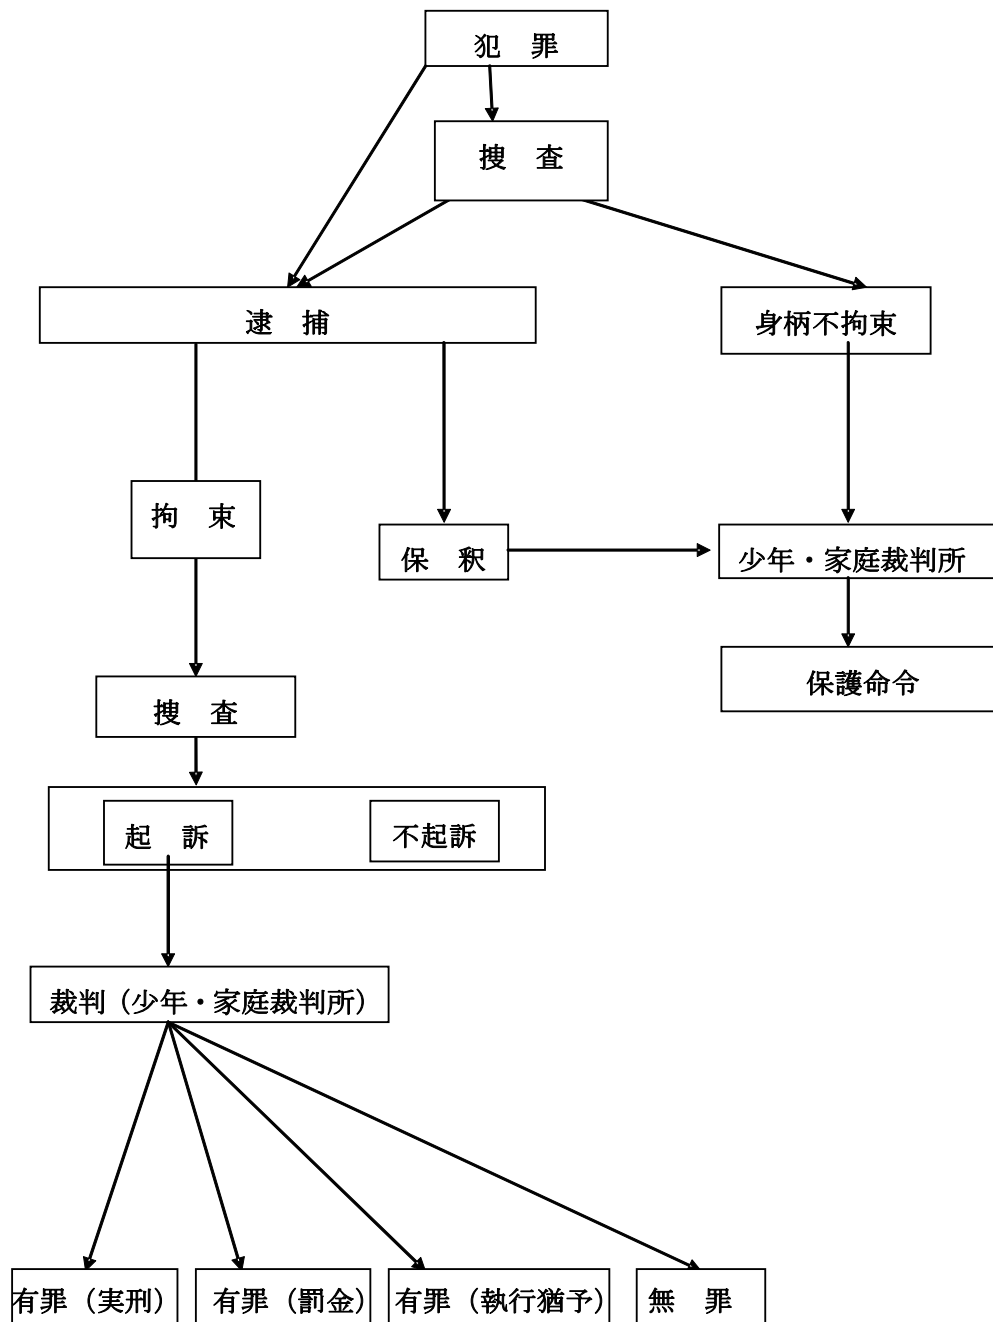 犯　罪
捜　査
逮　捕
身柄不拘束
拘　束
保　釈
少年・家庭裁判所
保護命令
捜　査
起　訴
不起訴
裁判（少年・家庭裁判所）
有罪（実刑）
有罪（罰金）
有罪（執行猶予）
無　罪